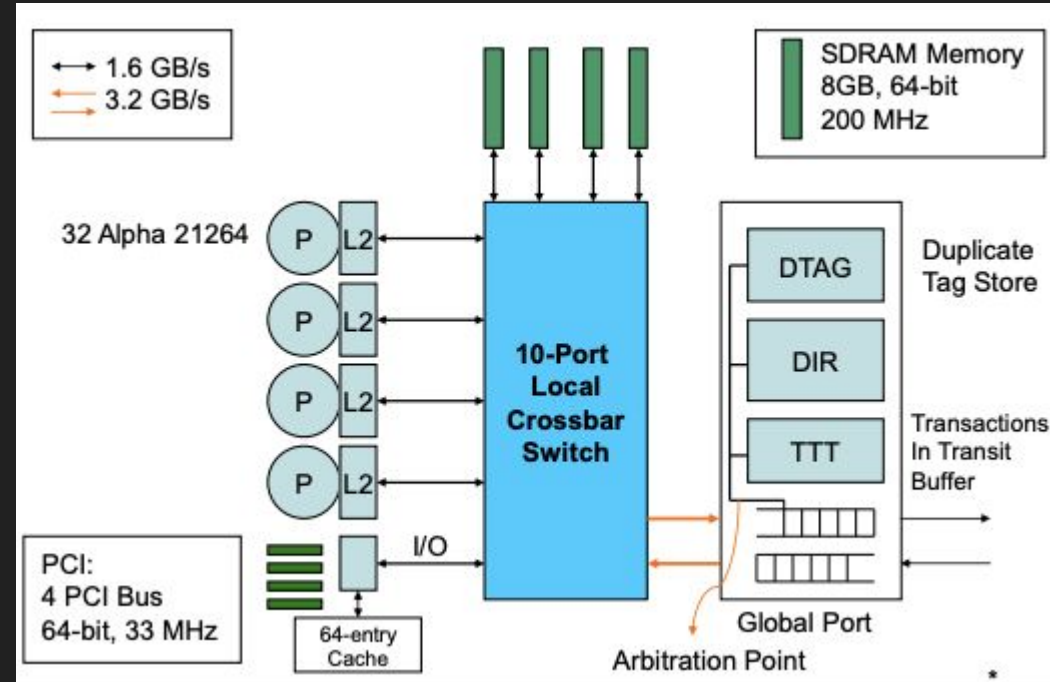 1.6 GB/s
3.2 GB/s
SDRAM Memory
8GB, 64-bit
200 MHz
32 Alpha 21264
P L2
P L2
P L2
P L2
10-Port
Local
Crossbar
Switch
DTAG
Duplicate
Tag Store
DIR
TTT
Transactions
In Transit
Buffer
I/O
PCI:
4 PCI Bus
64-bit, 33 MHz
64-entry
Cache
Global Port
Arbitration Point
*